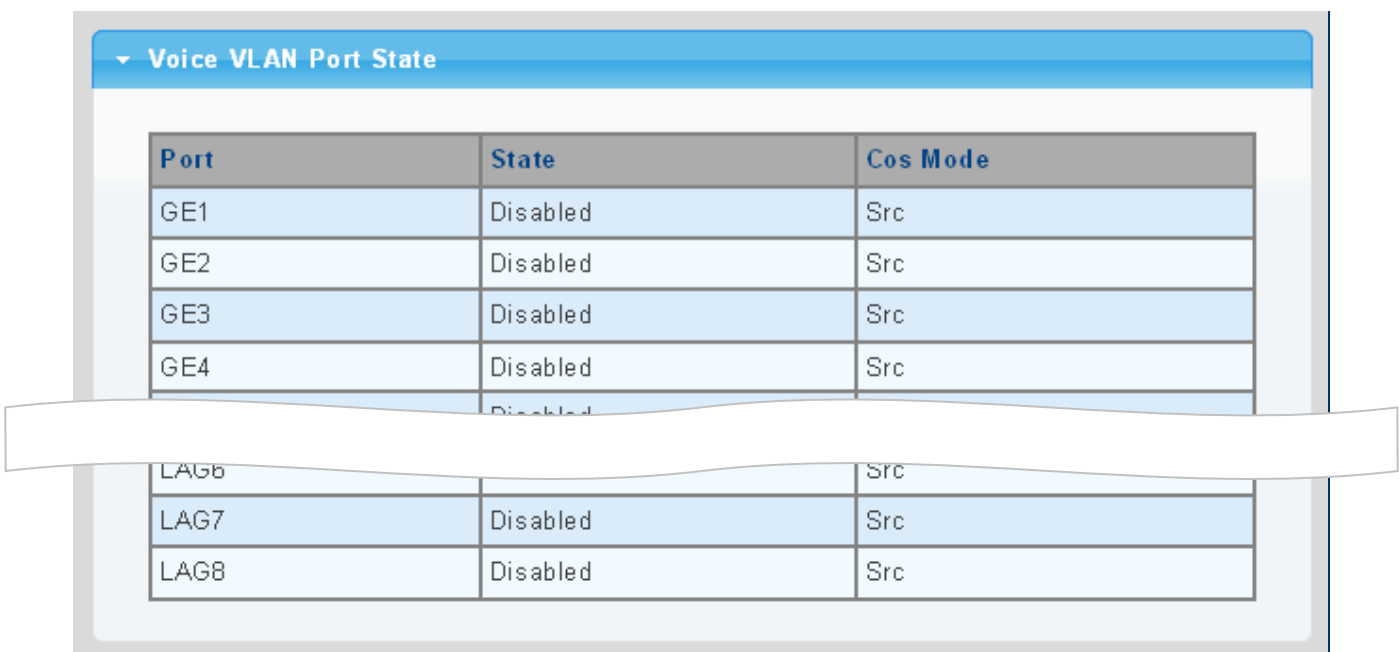 Voice VLAN Port State
Port State Cos Mode
GE1 Disabled Src
GE2 Disabled Src
GE3 Disabled Src
GE4 Disabled Src
Disabled
LAG6 Src
LAG7 Disabled Src
LAG8 Disabled Src